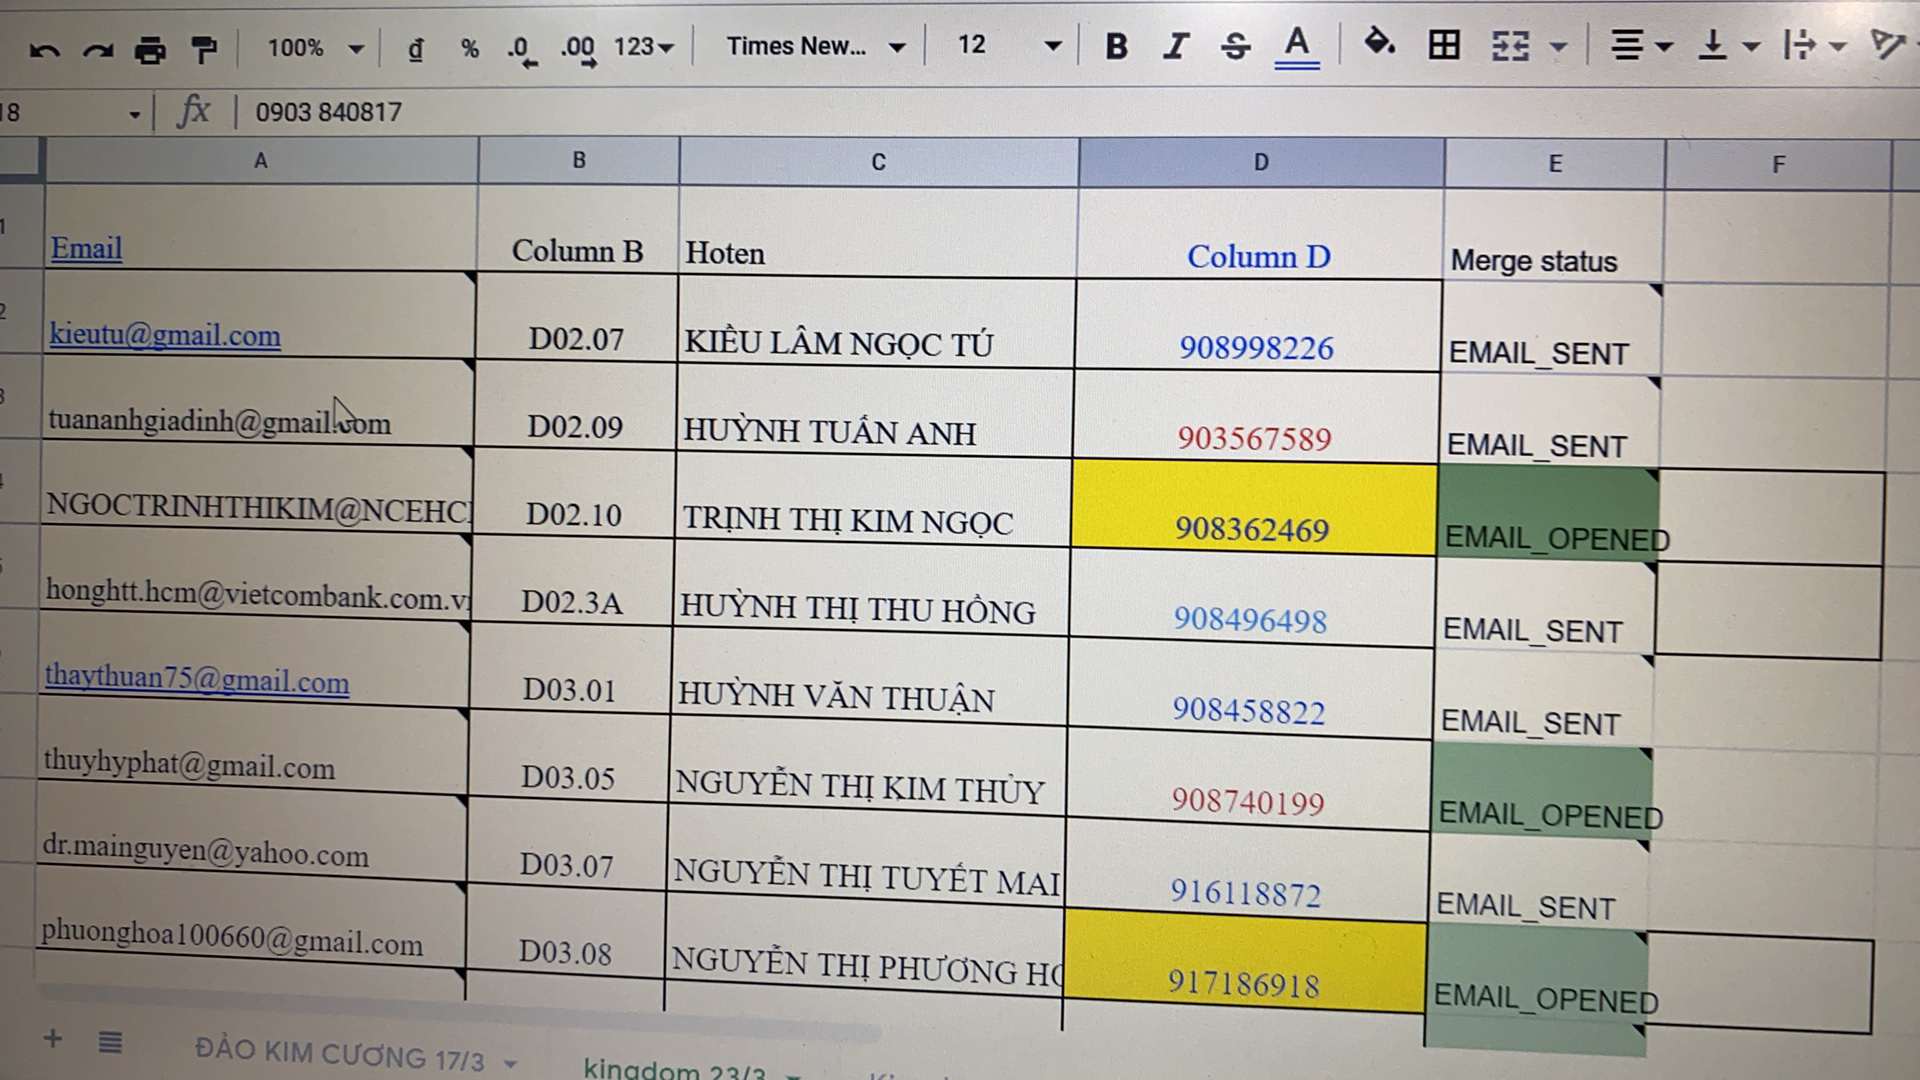 100% đ % .0 .00 123 Times New... 12 B I S A
18 fx 0903 840817
A B C D E F
1 Email Column B Hoten Column D Merge status
2 kieutu@gmail.com D02.07 KIỀU LÂM NGỌC TÚ 908998226 EMAIL_SENT
3 tuananhgiadinh@gmail.com D02.09 HUỲNH TUẤN ANH 903567589 EMAIL_SENT
NGOCTRINHTHIKIM@NCEHC D02.10 TRỊNH THỊ KIM NGỌC 908362469 EMAIL_OPENED
honghtt.hcm@vietcombank.com.v D02.3A HUỲNH THỊ THU HỒNG 908496498 EMAIL_SENT
thaythuan75@gmail.com D03.01 HUỲNH VĂN THUẬN 908458822 EMAIL_SENT
thuyhyphat@gmail.com D03.05 NGUYỄN THỊ KIM THỦY 908740199 EMAIL_OPENED
dr.mainguyen@yahoo.com D03.07 NGUYỄN THỊ TUYẾT MAI 916118872 EMAIL_SENT
phuonghoa100660@gmail.com D03.08 NGUYỄN THỊ PHƯƠNG HO 917186918 EMAIL_OPENED
ĐẢO KIM CƯƠNG 17/3 kingdom 23/3